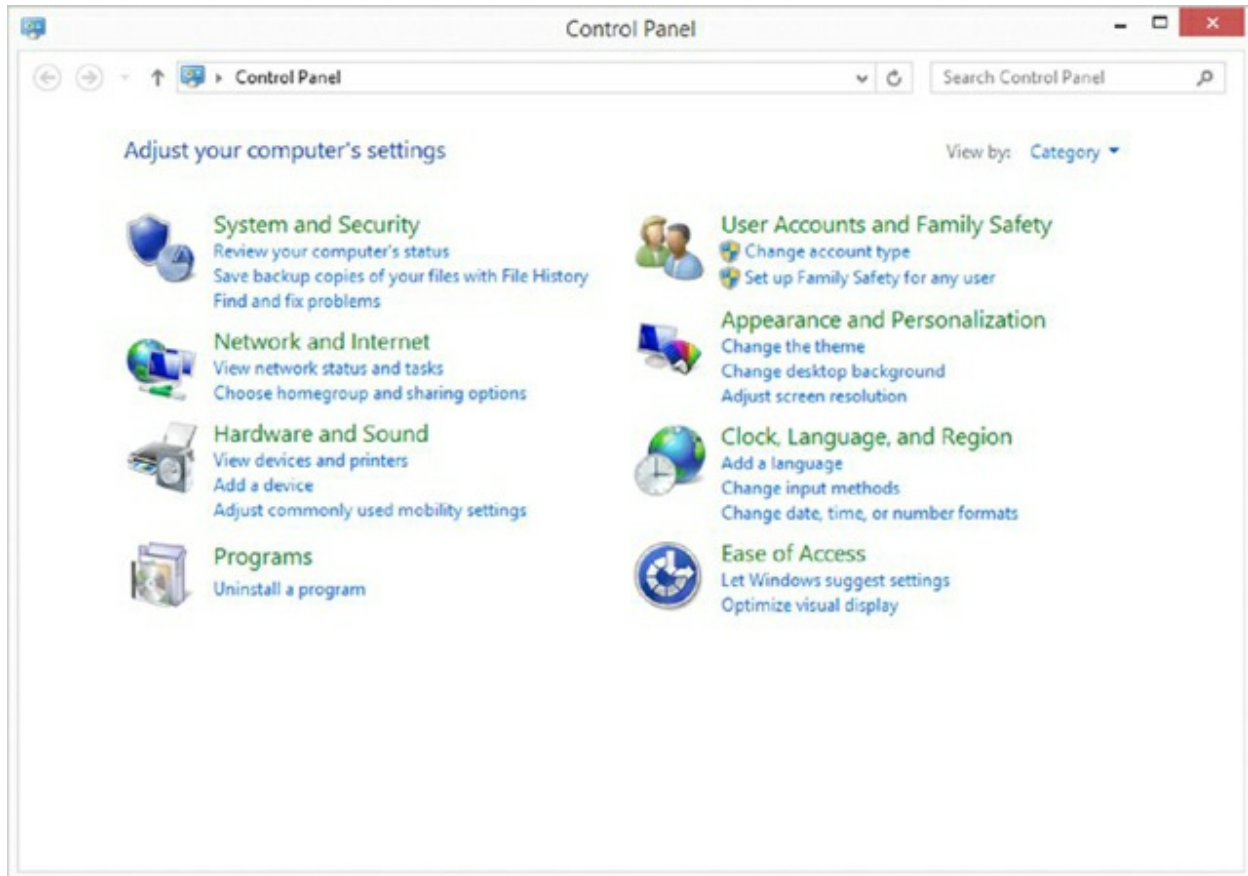 Control Panel
Control Panel
Search Control Panel
Adjust your computer's settings
View by: Category
System and Security
Review your computer's status
Save backup copies of your files with File History
Find and fix problems
Network and Internet
View network status and tasks
Choose homegroup and sharing options
Hardware and Sound
View devices and printers
Add a device
Adjust commonly used mobility settings
Programs
Uninstall a program
User Accounts and Family Safety
Change account type
Set up Family Safety for any user
Appearance and Personalization
Change the theme
Change desktop background
Adjust screen resolution
Clock, Language, and Region
Add a language
Change input methods
Change date, time, or number formats
Ease of Access
Let Windows suggest settings
Optimize visual display